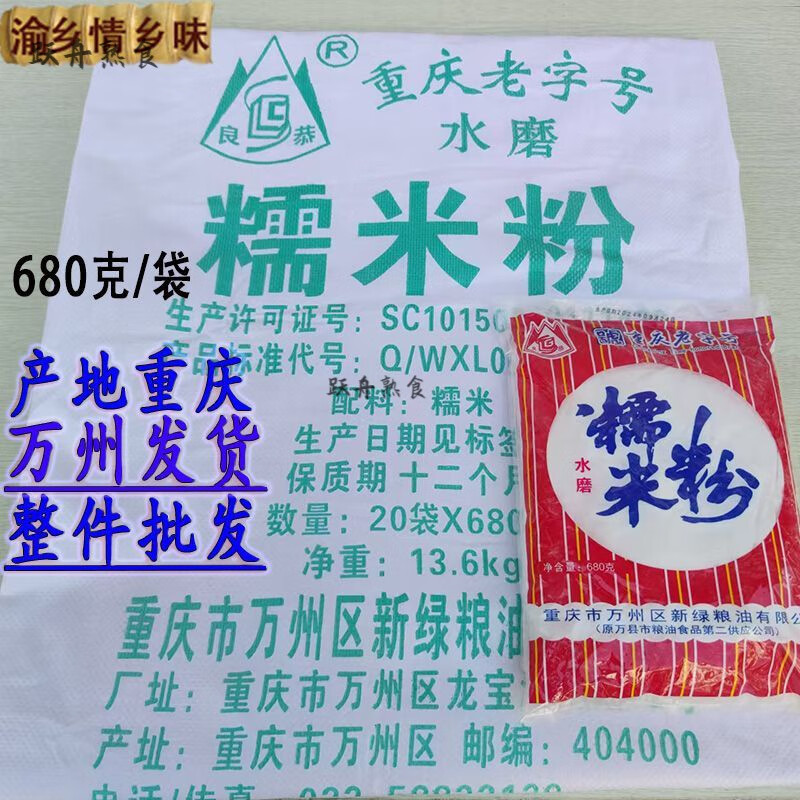 渝乡情乡味
跃舟熟食
良恭
®
重庆老字号
水磨
糯米粉
680克/袋
生产许可证号：SC10150
产品标准代号：Q/WXL0
跃舟熟食
配料：糯米
生产日期见标签
保质期 十二个月
数量：20袋X680
净重：13.6kg
产地重庆
万州发货
整件批发
重庆市万州区新绿粮油
厂址：重庆市万州区龙宝
产址：重庆市万州区 邮编：404000
电话/传真
重庆老字号
糯米粉
水磨
净含量：680克
重庆市万州区新绿粮油有限公
（原万县市粮油食品第二供应公司）